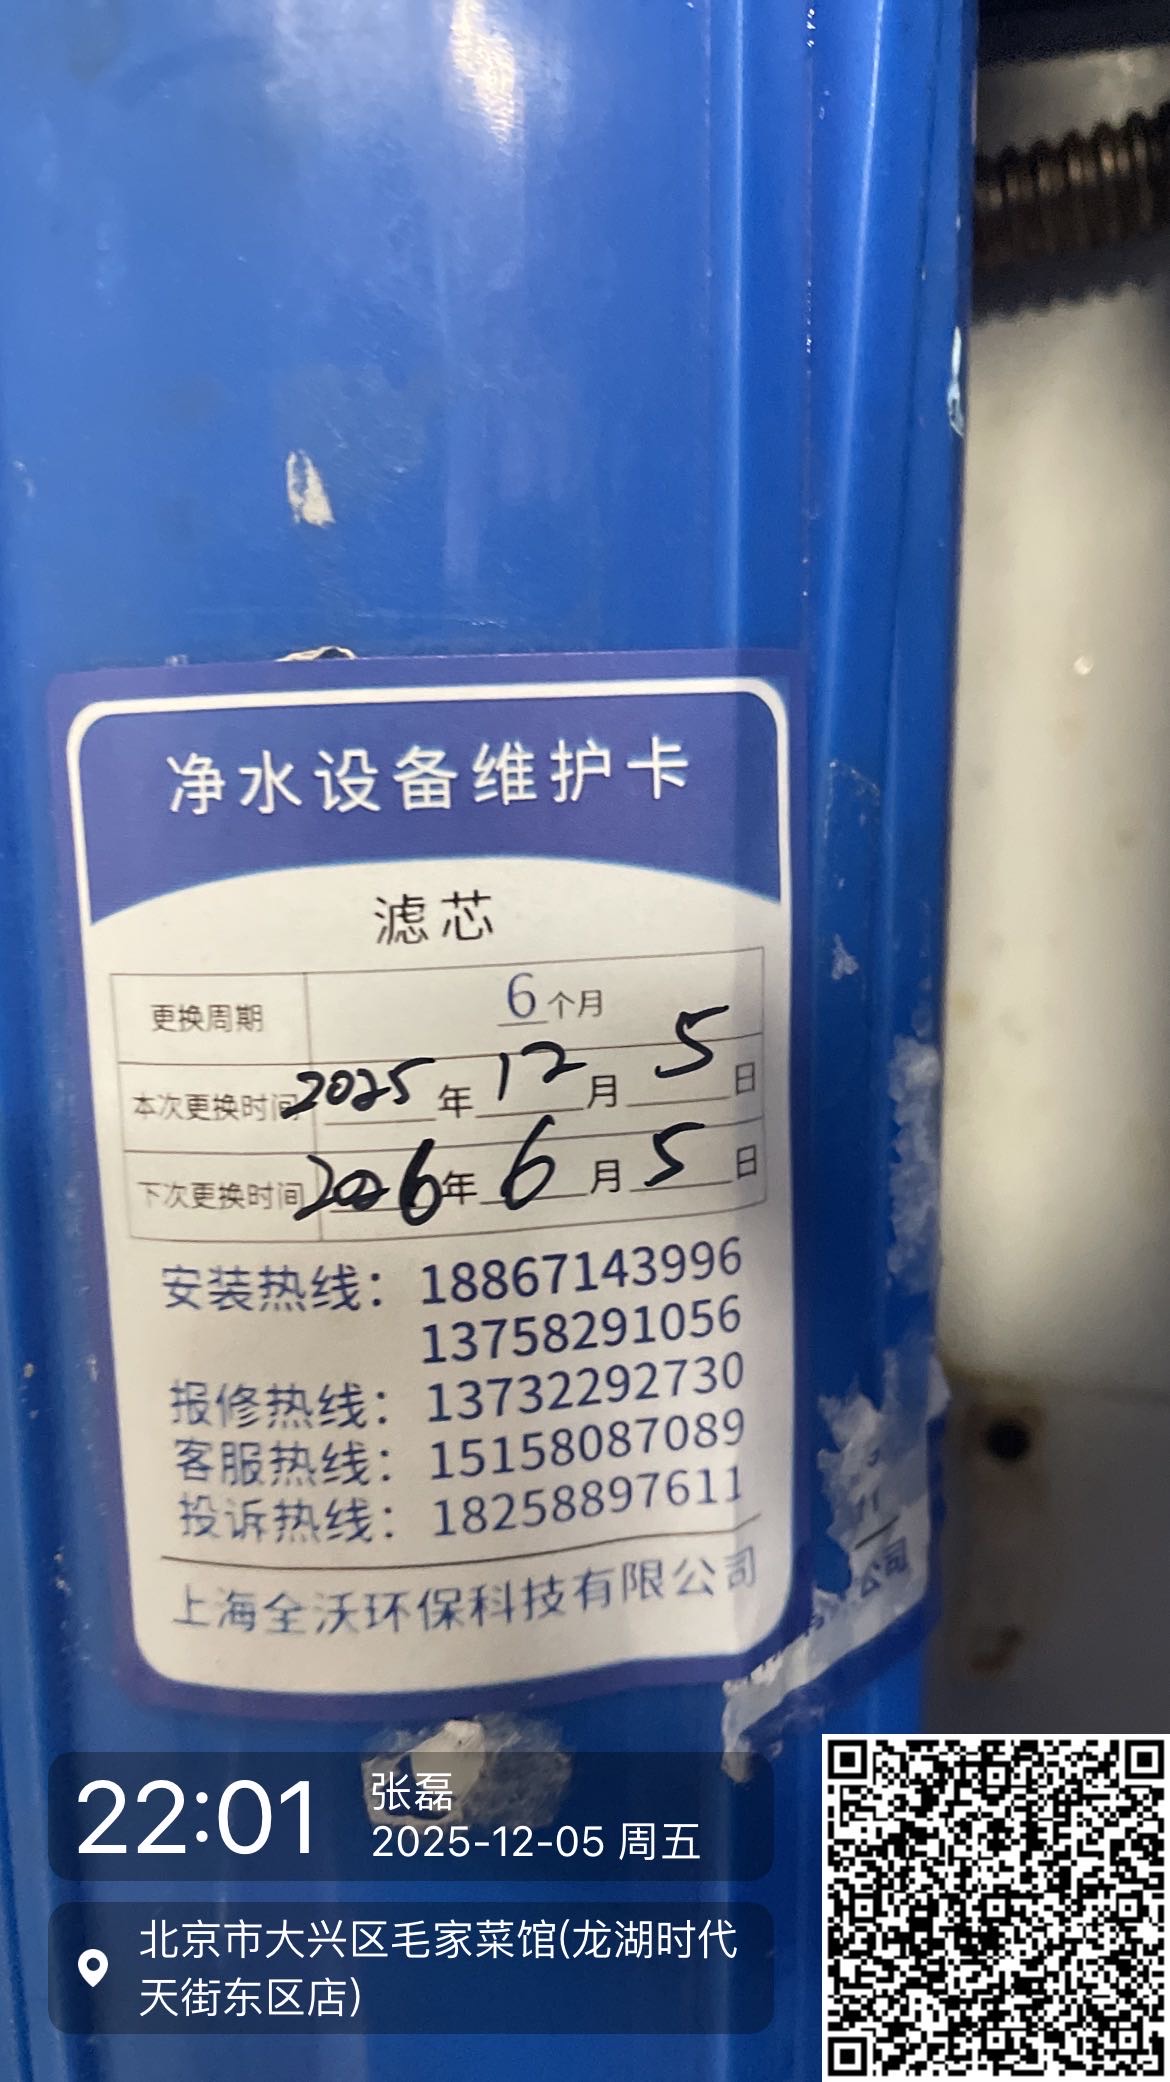 净水设备维护卡
滤芯
更换周期 6个月
本次更换时间 2025年12月5日
下次更换时间 2026年6月5日
安装热线：18867143996
13758291056
报修热线：13732292730
客服热线：15158087089
投诉热线：18258897611
上海全沃环保科技有限公司
公司
22:01
张磊
2025-12-05 周五
北京市大兴区毛家菜馆(龙湖时代
天街东区店)